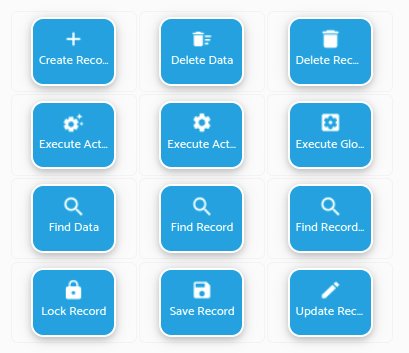 Create Reco...
Delete Data
Delete Rec...
Execute Act...
Execute Act...
Execute Glo...
Find Data
Find Record
Find Record...
Lock Record
Save Record
Update Rec...